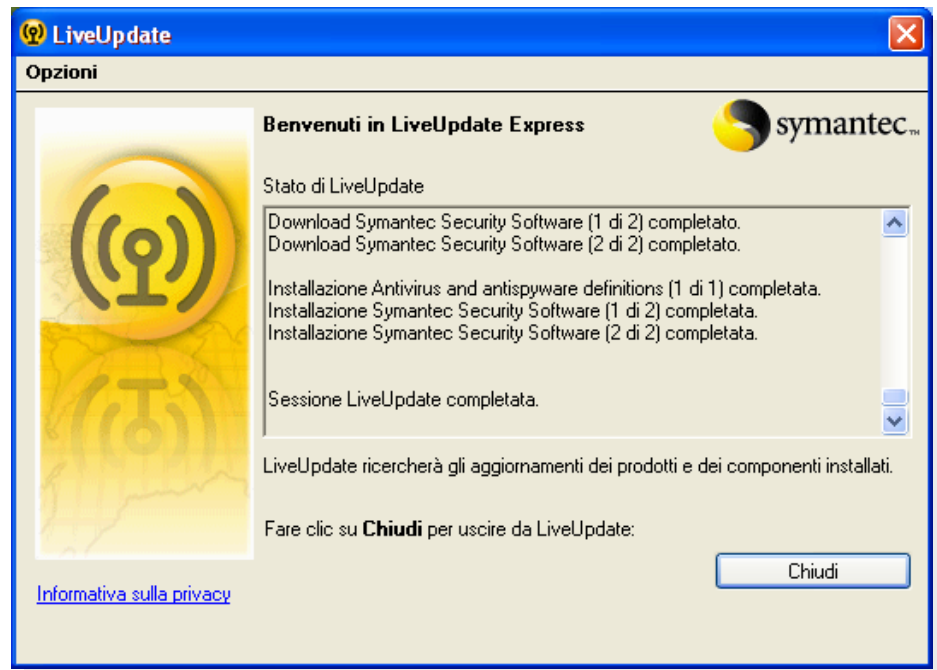 LiveUpdate
Opzioni
Benvenuti in LiveUpdate Express
symantec™
Stato di LiveUpdate
Download Symantec Security Software (1 di 2) completato.
Download Symantec Security Software (2 di 2) completato.
Installazione Antivirus and antispyware definitions (1 di 1) completata.
Installazione Symantec Security Software (1 di 2) completata.
Installazione Symantec Security Software (2 di 2) completata.
Sessione LiveUpdate completata.
LiveUpdate ricercherà gli aggiornamenti dei prodotti e dei componenti installati.
Fare clic su Chiudi per uscire da LiveUpdate:
Chiudi
Informativa sulla privacy